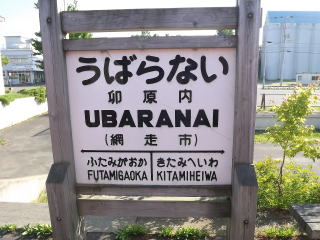 うばらない
卯原内
UBARANAI
(網走市)
ふたみがおか きたみへいわ
FUTAMIGAOKA KITAMIHEIWA